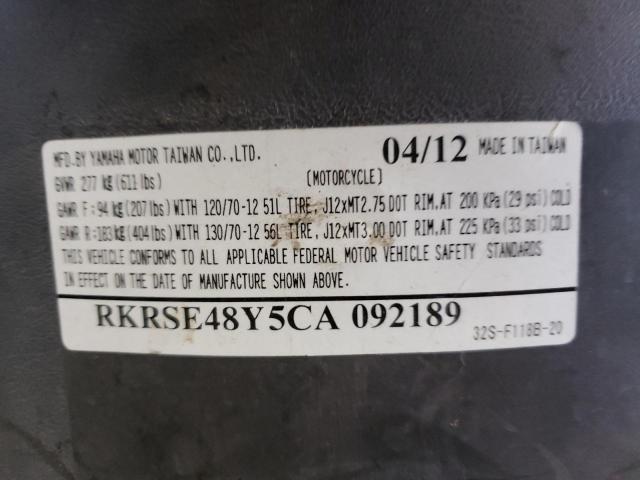 MFD.BY YAMAHA MOTOR TAIWAN CO.,LTD. 04/12 MADE IN TAIWAN
GVWR 277 kg(611 lbs) (MOTORCYCLE)
GAWR F: 94 kg(207 lbs) WITH 120/70-12 51L TIRE, J12xMT2.75 DOT RIM,AT 200 KPa(29 psi)COLD
GAWR R:183 kg(404 lbs) WITH 130/70-12 56L TIRE, J12xMT3.00 DOT RIM,AT 225 KPa(33 psi)COLD
THIS VEHICLE CONFORMS TO ALL APPLICABLE FEDERAL MOTOR VEHICLE SAFETY STANDARDS
IN EFFECT ON THE DATE OF MANUFACTURE SHOWN ABOVE.
RKRSE48Y5CA 092189 32S-F118B-20